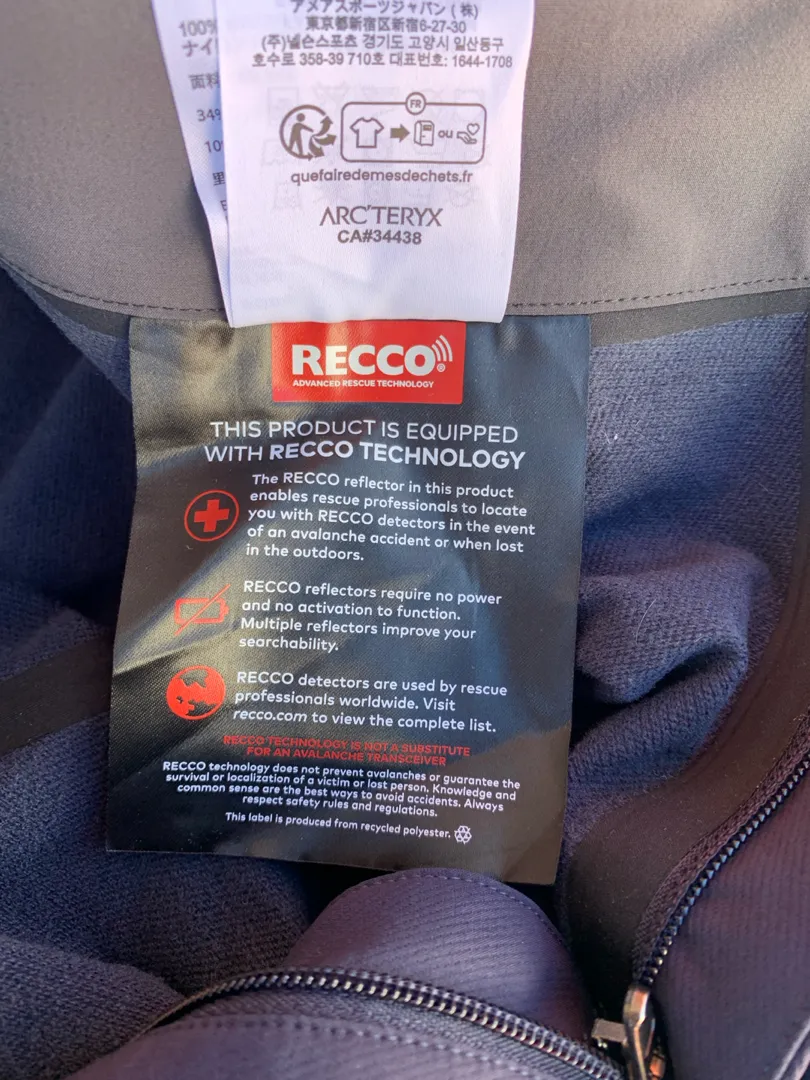 アメアスポーツジャパン (株)
東京都新宿区新宿6-27-30
(주)넬슨스포츠 경기도 고양시 일산동구
호수로 358-39 710호 대표번호: 1644-1708
100%
ナイ
面料
34%
10
里
FR
OU
quefairedemesdechets.fr
ARC'TERYX
CA#34438
RECCO®
ADVANCED RESCUE TECHNOLOGY
THIS PRODUCT IS EQUIPPED
WITH RECCO TECHNOLOGY
The RECCO reflector in this product
enables rescue professionals to locate
you with RECCO detectors in the event
of an avalanche accident or when lost
in the outdoors.
RECCO reflectors require no power
and no activation to function.
Multiple reflectors improve your
searchability.
RECCO detectors are used by rescue
professionals worldwide. Visit
recco.com to view the complete list.
RECCO TECHNOLOGY IS NOT A SUBSTITUTE
FOR AN AVALANCHE TRANSCEIVER
RECCO technology does not prevent avalanches or guarantee the
survival or localization of a victim or lost person. Knowledge and
common sense are the best ways to avoid accidents. Always
respect safety rules and regulations.
This label is produced from recycled polyester.